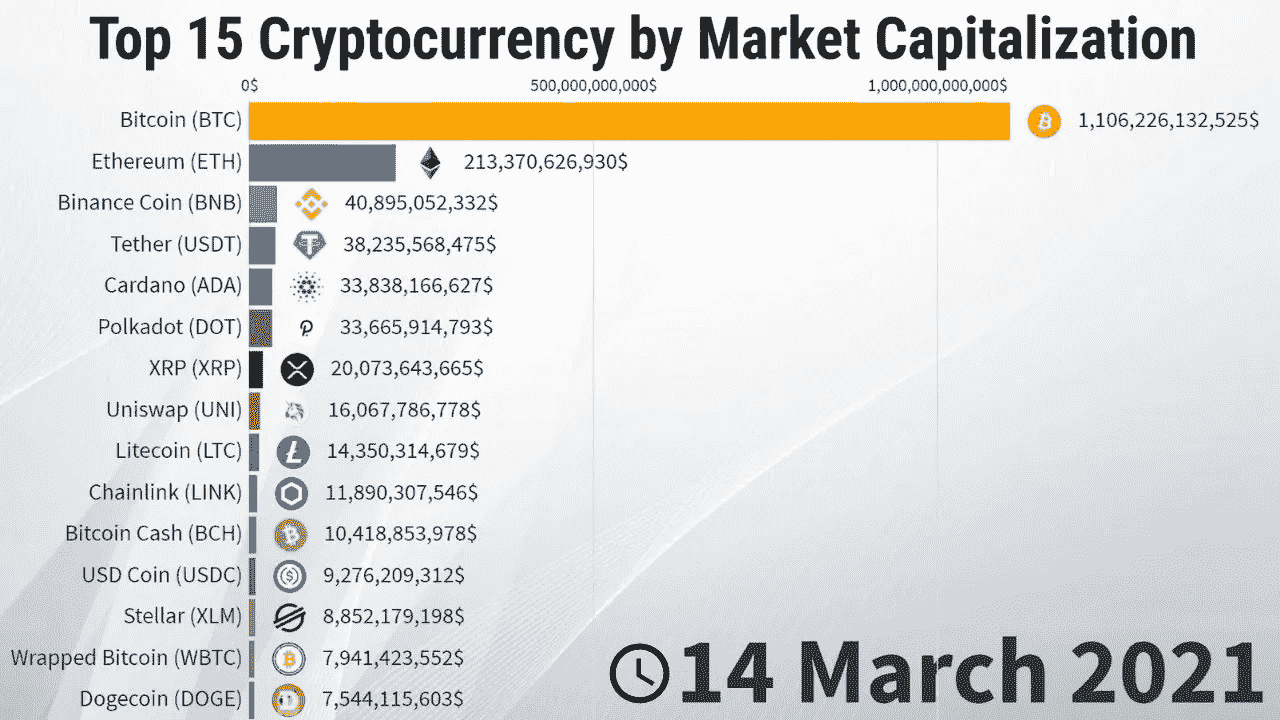 Top 15 Cryptocurrency by Market Capitalization
0$ 500,000,000,000$ 1,000,000,000,000$
Bitcoin (BTC) 1,106,226,132,525$
Ethereum (ETH) 213,370,626,930$
Binance Coin (BNB) 40,895,052,332$
Tether (USDT) 38,235,568,475$
Cardano (ADA) 33,838,166,627$
Polkadot (DOT) 33,665,914,793$
XRP (XRP) 20,073,643,665$
Uniswap (UNI) 16,067,786,778$
Litecoin (LTC) 14,350,314,679$
Chainlink (LINK) 11,890,307,546$
Bitcoin Cash (BCH) 10,418,853,978$
USD Coin (USDC) 9,276,209,312$
Stellar (XLM) 8,852,179,198$
Wrapped Bitcoin (WBTC) 7,941,423,552$
Dogecoin (DOGE) 7,544,115,603$
14 March 2021